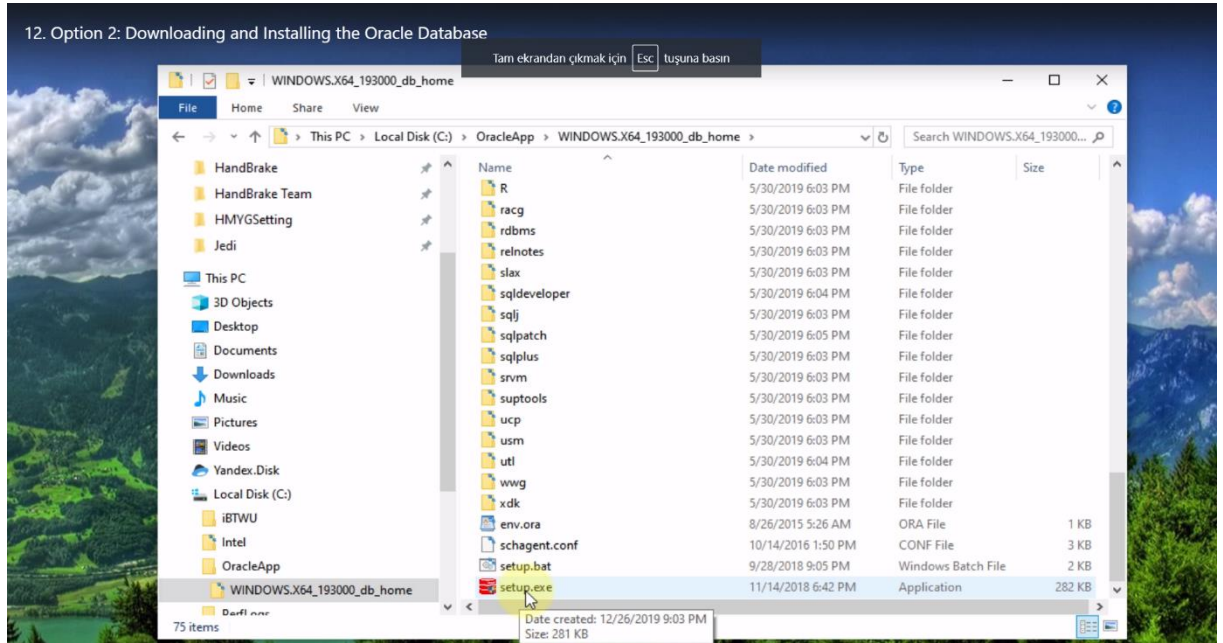 12. Option 2: Downloading and Installing the Oracle Database
Tam ekrandan çıkmak için Esc tuşuna basın
WINDOWS.X64_193000_db_home
File Home Share View
This PC > Local Disk (C:) > OracleApp > WINDOWS.X64_193000_db_home >
Search WINDOWS.X64_193000...
HandBrake
HandBrake Team
HMYGSetting
Jedi
This PC
3D Objects
Desktop
Documents
Downloads
Music
Pictures
Videos
Yandex.Disk
Local Disk (C:)
iBTWU
Intel
OracleApp
WINDOWS.X64_193000_db_home
PerfLogs
Name Date modified Type Size
R 5/30/2019 6:03 PM File folder
racg 5/30/2019 6:03 PM File folder
rdbms 5/30/2019 6:03 PM File folder
relnotes 5/30/2019 6:03 PM File folder
slax 5/30/2019 6:03 PM File folder
sqldeveloper 5/30/2019 6:04 PM File folder
sqlj 5/30/2019 6:03 PM File folder
sqlpatch 5/30/2019 6:05 PM File folder
sqlplus 5/30/2019 6:03 PM File folder
srvm 5/30/2019 6:03 PM File folder
suptools 5/30/2019 6:03 PM File folder
ucp 5/30/2019 6:03 PM File folder
usm 5/30/2019 6:03 PM File folder
utl 5/30/2019 6:04 PM File folder
wwg 5/30/2019 6:03 PM File folder
xdk 5/30/2019 6:03 PM File folder
env.ora 8/26/2015 5:26 AM ORA File 1 KB
schagent.conf 10/14/2016 1:50 PM CONF File 3 KB
setup.bat 9/28/2018 9:05 PM Windows Batch File 2 KB
setup.exe 11/14/2018 6:42 PM Application 282 KB
Date created: 12/26/2019 9:03 PM
Size: 281 KB
75 items